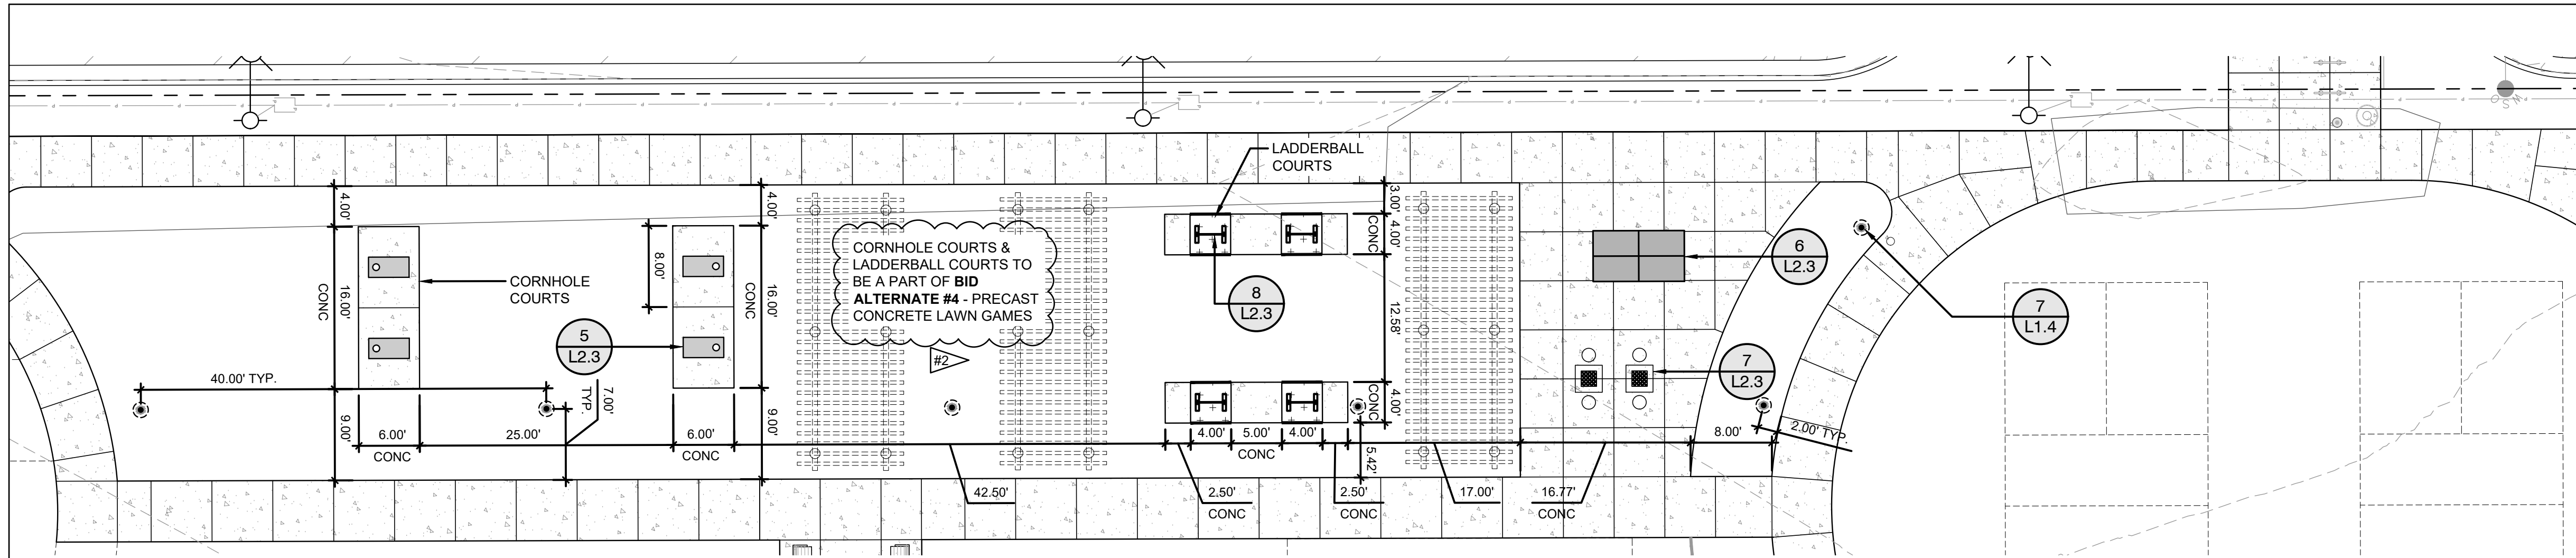 LADDERBALL
COURTS
4.00'
16.00'
CONC
9.00'
CORNHOLE
COURTS
8.00'
5
L2.3
4.00'
16.00'
CONC
9.00'
CORNHOLE COURTS &
LADDERBALL COURTS TO
BE A PART OF BID
ALTERNATE #4 - PRECAST
CONCRETE LAWN GAMES
#2
8
L2.3
3.00'
4.00'
CONC
12.58'
4.00'
CONC
5.42'
6
L2.3
7
L2.3
7
L1.4
40.00' TYP.
7.00'
TYP.
6.00'
CONC
25.00'
6.00'
CONC
4.00'
5.00'
4.00'
CONC
8.00'
2.00' TYP.
42.50'
2.50'
CONC
2.50'
CONC
17.00'
16.77'
CONC